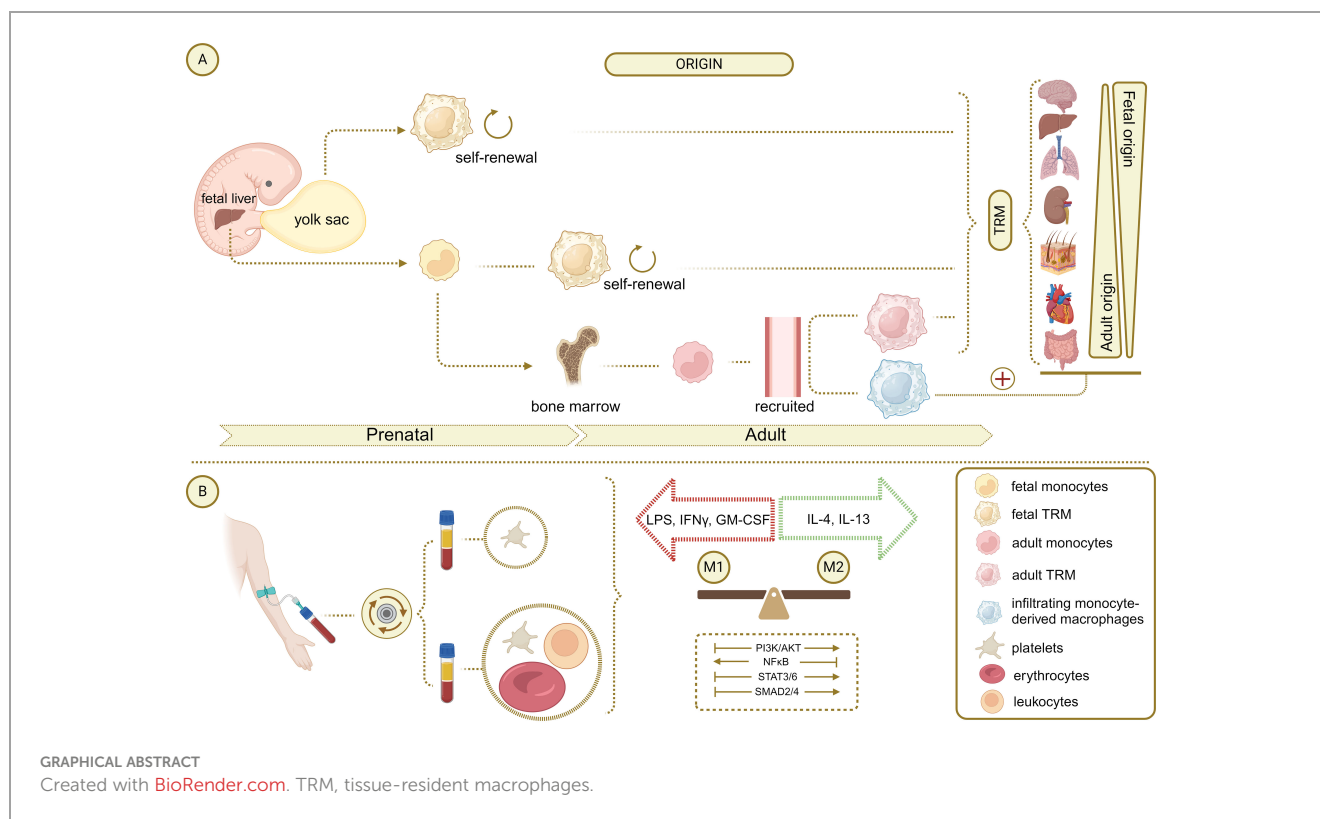 A
ORIGIN
self-renewal
fetal liver
yolk sac
self-renewal
bone marrow
recruited
TRM
Fetal origin
Adult origin
Prenatal
Adult
B
LPS, IFNγ, GM-CSF
IL-4, IL-13
M1
M2
PI3K/AKT
NFκB
STAT3/6
SMAD2/4
fetal monocytes
fetal TRM
adult monocytes
adult TRM
infiltrating monocyte-
derived macrophages
platelets
erythrocytes
leukocytes
GRAPHICAL ABSTRACT
Created with BioRender.com. TRM, tissue-resident macrophages.